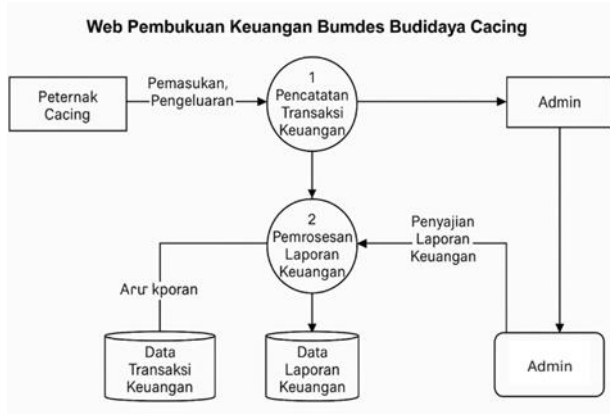 Web Pembukuan Keuangan Bumdes Budidaya Cacing
Peternak
Cacing
Pemasukan,
Pengeluaran
1
Pencatatan
Transaksi
Keuangan
Admin
2
Pemrosesan
Laporan
Keuangan
Penyajian
Laporan
Keuangan
kporan
Data
Transaksi
Keuangan
Data
Laporan
Keuangan
Admin